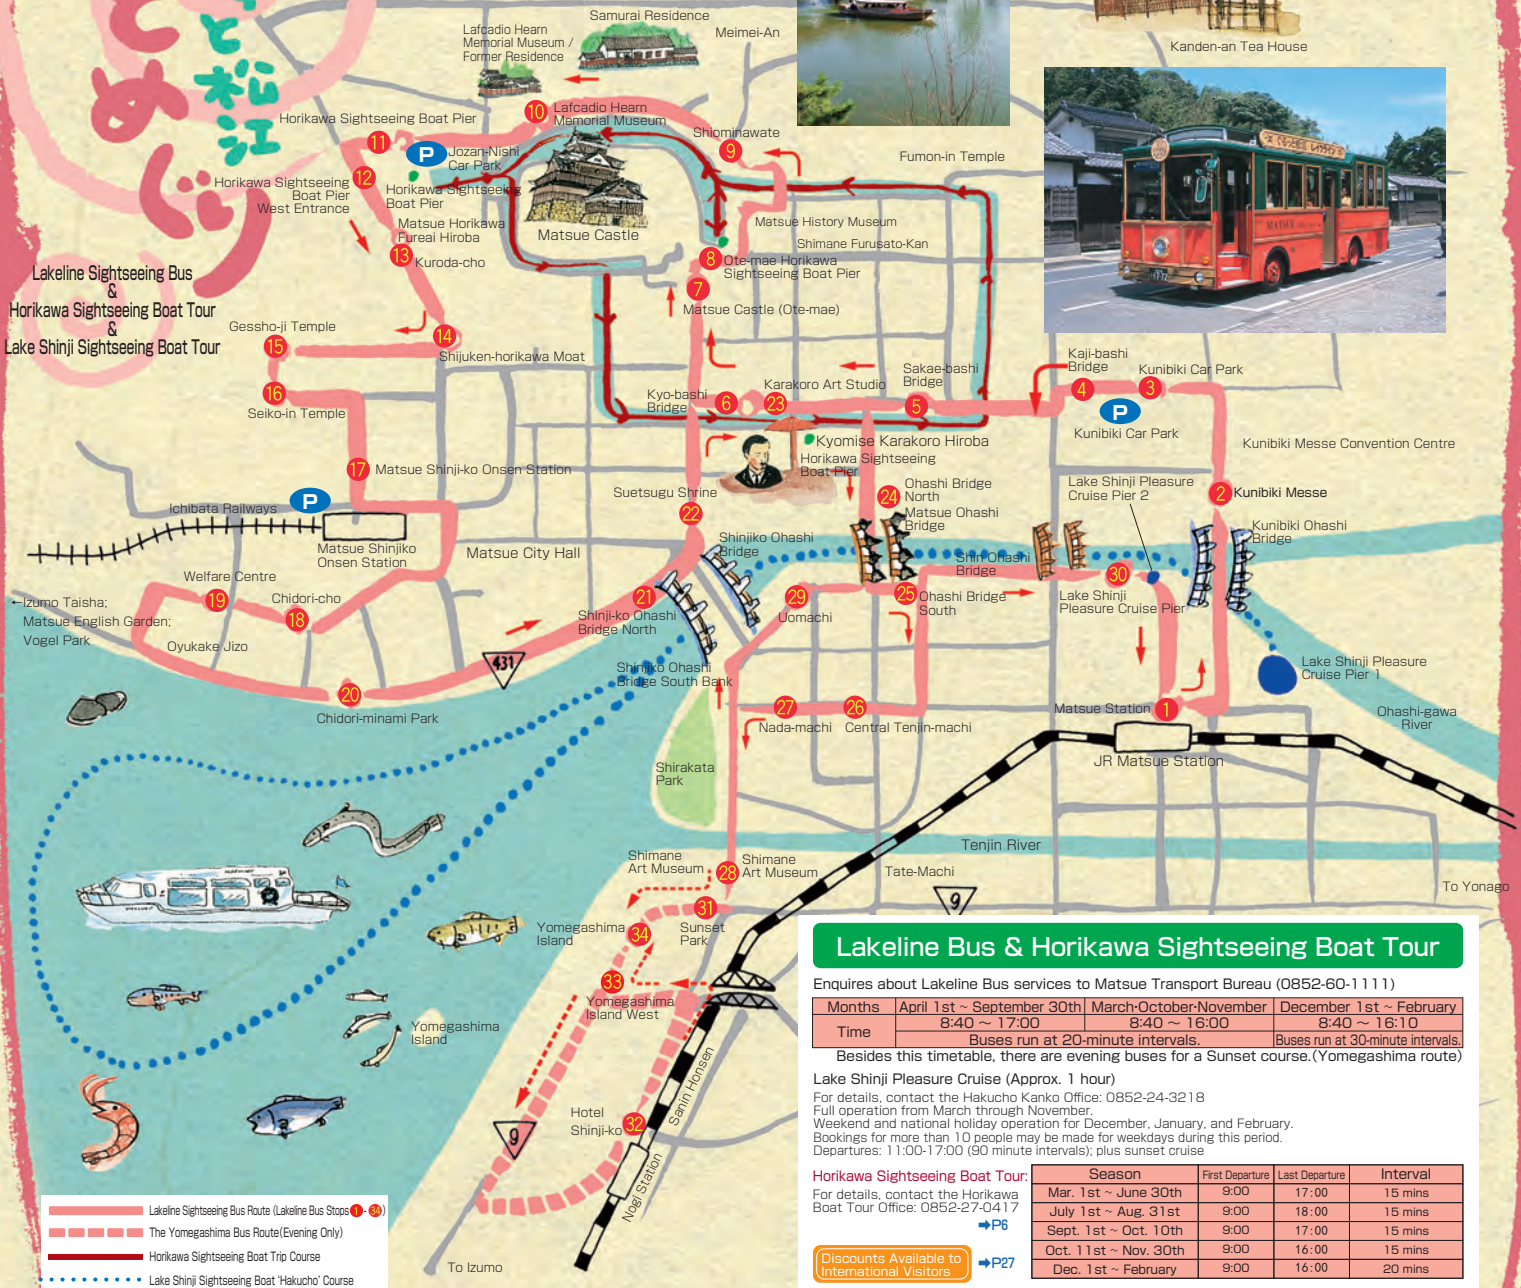 と松江
めぐ
Lakeline Sightseeing Bus
&
Horikawa Sightseeing Boat Tour
&
Lake Shinji Sightseeing Boat Tour
Samurai Residence
Lafcadio Hearn
Memorial Museum /
Former Residence
Meimei-An
Kanden-an Tea House
Horikawa Sightseeing Boat Pier
10
Lafcadio Hearn
Memorial Museum
Shiominawate
9
11
P
Jozan-Nishi
Car Park
Fumon-in Temple
12
Horikawa Sightseeing
Boat Pier
West Entrance
Horikawa Sightseeing
Boat Pier
Matsue Horikawa
Fureai Hiroba
Matsue Castle
Matsue History Museum
Shimane Furusato-Kan
13
Kuroda-cho
8
Ote-mae Horikawa
Sightseeing Boat Pier
7
Matsue Castle (Ote-mae)
MATSUE
Gessho-ji Temple
15
14
Shijuken-horikawa Moat
16
Seiko-in Temple
Kyo-bashi
Bridge
6
23
Karakoro Art Studio
Sakae-bashi
Bridge
5
Kaji-bashi
Bridge
4
Kunibiki Car Park
3
P
Kunibiki Car Park
Kunibiki Messe Convention Centre
Kyomise Karakoro Hiroba
Horikawa Sightseeing
Boat Pier
17
Matsue Shinji-ko Onsen Station
P
Ichibata Railways
Matsue Shinjiko
Onsen Station
Suetsugu Shrine
22
24
Ohashi Bridge
North
Matsue Ohashi
Bridge
Lake Shinji Pleasure
Cruise Pier 2
2
Kunibiki Messe
Kunibiki Ohashi
Bridge
Matsue City Hall
Shinjiko Ohashi
Bridge
Shin Ohashi
Bridge
Welfare Centre
19
Chidori-cho
18
21
Shinji-ko Ohashi
Bridge North
29
Uomachi
25
Ohashi Bridge
South
30
Lake Shinji
Pleasure Cruise Pier
←Izumo Taisha;
Matsue English Garden;
Vogel Park
Oyukake Jizo
431
Shinjiko Ohashi
Bridge South Bank
Lake Shinji Pleasure
Cruise Pier 1
20
Chidori-minami Park
27
Nada-machi
26
Central Tenjin-machi
Matsue Station
1
Ohashi-gawa
River
JR Matsue Station
Shirakata
Park
Tenjin River
Shimane
Art Museum
28
Shimane
Art Museum
Tate-Machi
To Yonago
9
31
Sunset
Park
Yomegashima
Island
34
33
Yomegashima
Island West
Yomegashima
Island
Hotel
Shinji-ko
32
Sanin Honsen
9
Nogi Station
To Izumo
Lakeline Sightseeing Bus Route (Lakeline Bus Stops 1 - 34)
The Yomegashima Bus Route(Evening Only)
Horikawa Sightseeing Boat Trip Course
Lake Shinji Sightseeing Boat 'Hakucho' Course
Lakeline Bus & Horikawa Sightseeing Boat Tour
Enquires about Lakeline Bus services to Matsue Transport Bureau (0852-60-1111)
Months April 1st ~ September 30th March·October·November December 1st ~ February
Time 8:40 ~ 17:00 8:40 ~ 16:00 8:40 ~ 16:10
Buses run at 20-minute intervals. Buses run at 30-minute intervals.
Besides this timetable, there are evening buses for a Sunset course.(Yomegashima route)
Lake Shinji Pleasure Cruise (Approx. 1 hour)
For details, contact the Hakucho Kanko Office: 0852-24-3218
Full operation from March through November.
Weekend and national holiday operation for December, January, and February.
Bookings for more than 10 people may be made for weekdays during this period.
Departures: 11:00-17:00 (90 minute intervals); plus sunset cruise
Horikawa Sightseeing Boat Tour:
For details, contact the Horikawa
Boat Tour Office: 0852-27-0417
➡P6
Discounts Available to
International Visitors
➡P27
Season First Departure Last Departure Interval
Mar. 1st ~ June 30th 9:00 17:00 15 mins
July 1st ~ Aug. 31st 9:00 18:00 15 mins
Sept. 1st ~ Oct. 10th 9:00 17:00 15 mins
Oct. 11st ~ Nov. 30th 9:00 16:00 15 mins
Dec. 1st ~ February 9:00 16:00 20 mins